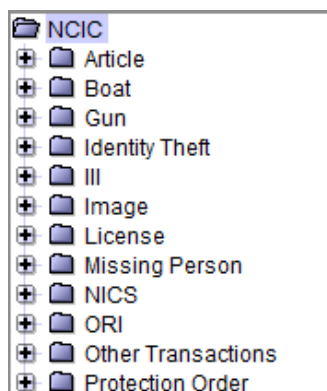 NCIC
Article
Boat
Gun
Identity Theft
III
Image
License
Missing Person
NICS
ORI
Other Transactions
Protection Order